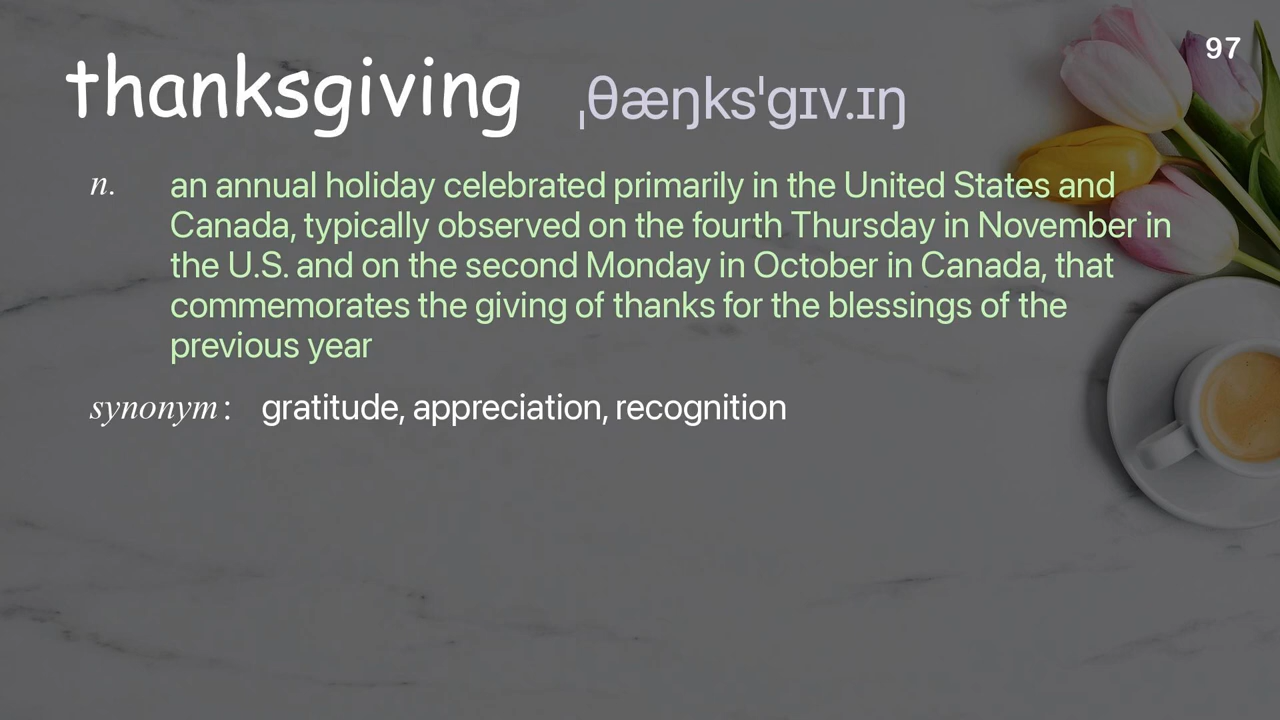 97
thanksgiving ˌθæŋksˈɡɪv.ɪŋ
n. an annual holiday celebrated primarily in the United States and
Canada, typically observed on the fourth Thursday in November in
the U.S. and on the second Monday in October in Canada, that
commemorates the giving of thanks for the blessings of the
previous year
synonym: gratitude, appreciation, recognition